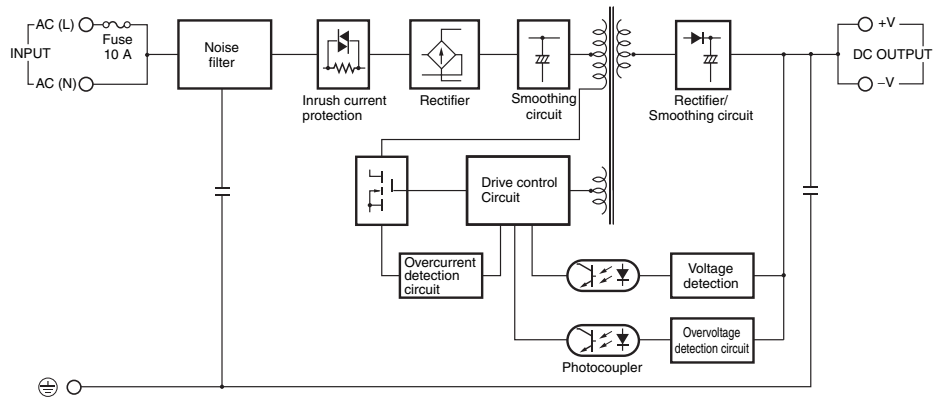 AC (L)
Fuse
10 A
INPUT
AC (N)
Noise
filter
Inrush current
protection
Rectifier
Smoothing
circuit
Rectifier/
Smoothing circuit
+V
DC OUTPUT
–V
Drive control
Circuit
Overcurrent
detection
circuit
Voltage
detection
Overvoltage
detection circuit
Photocoupler